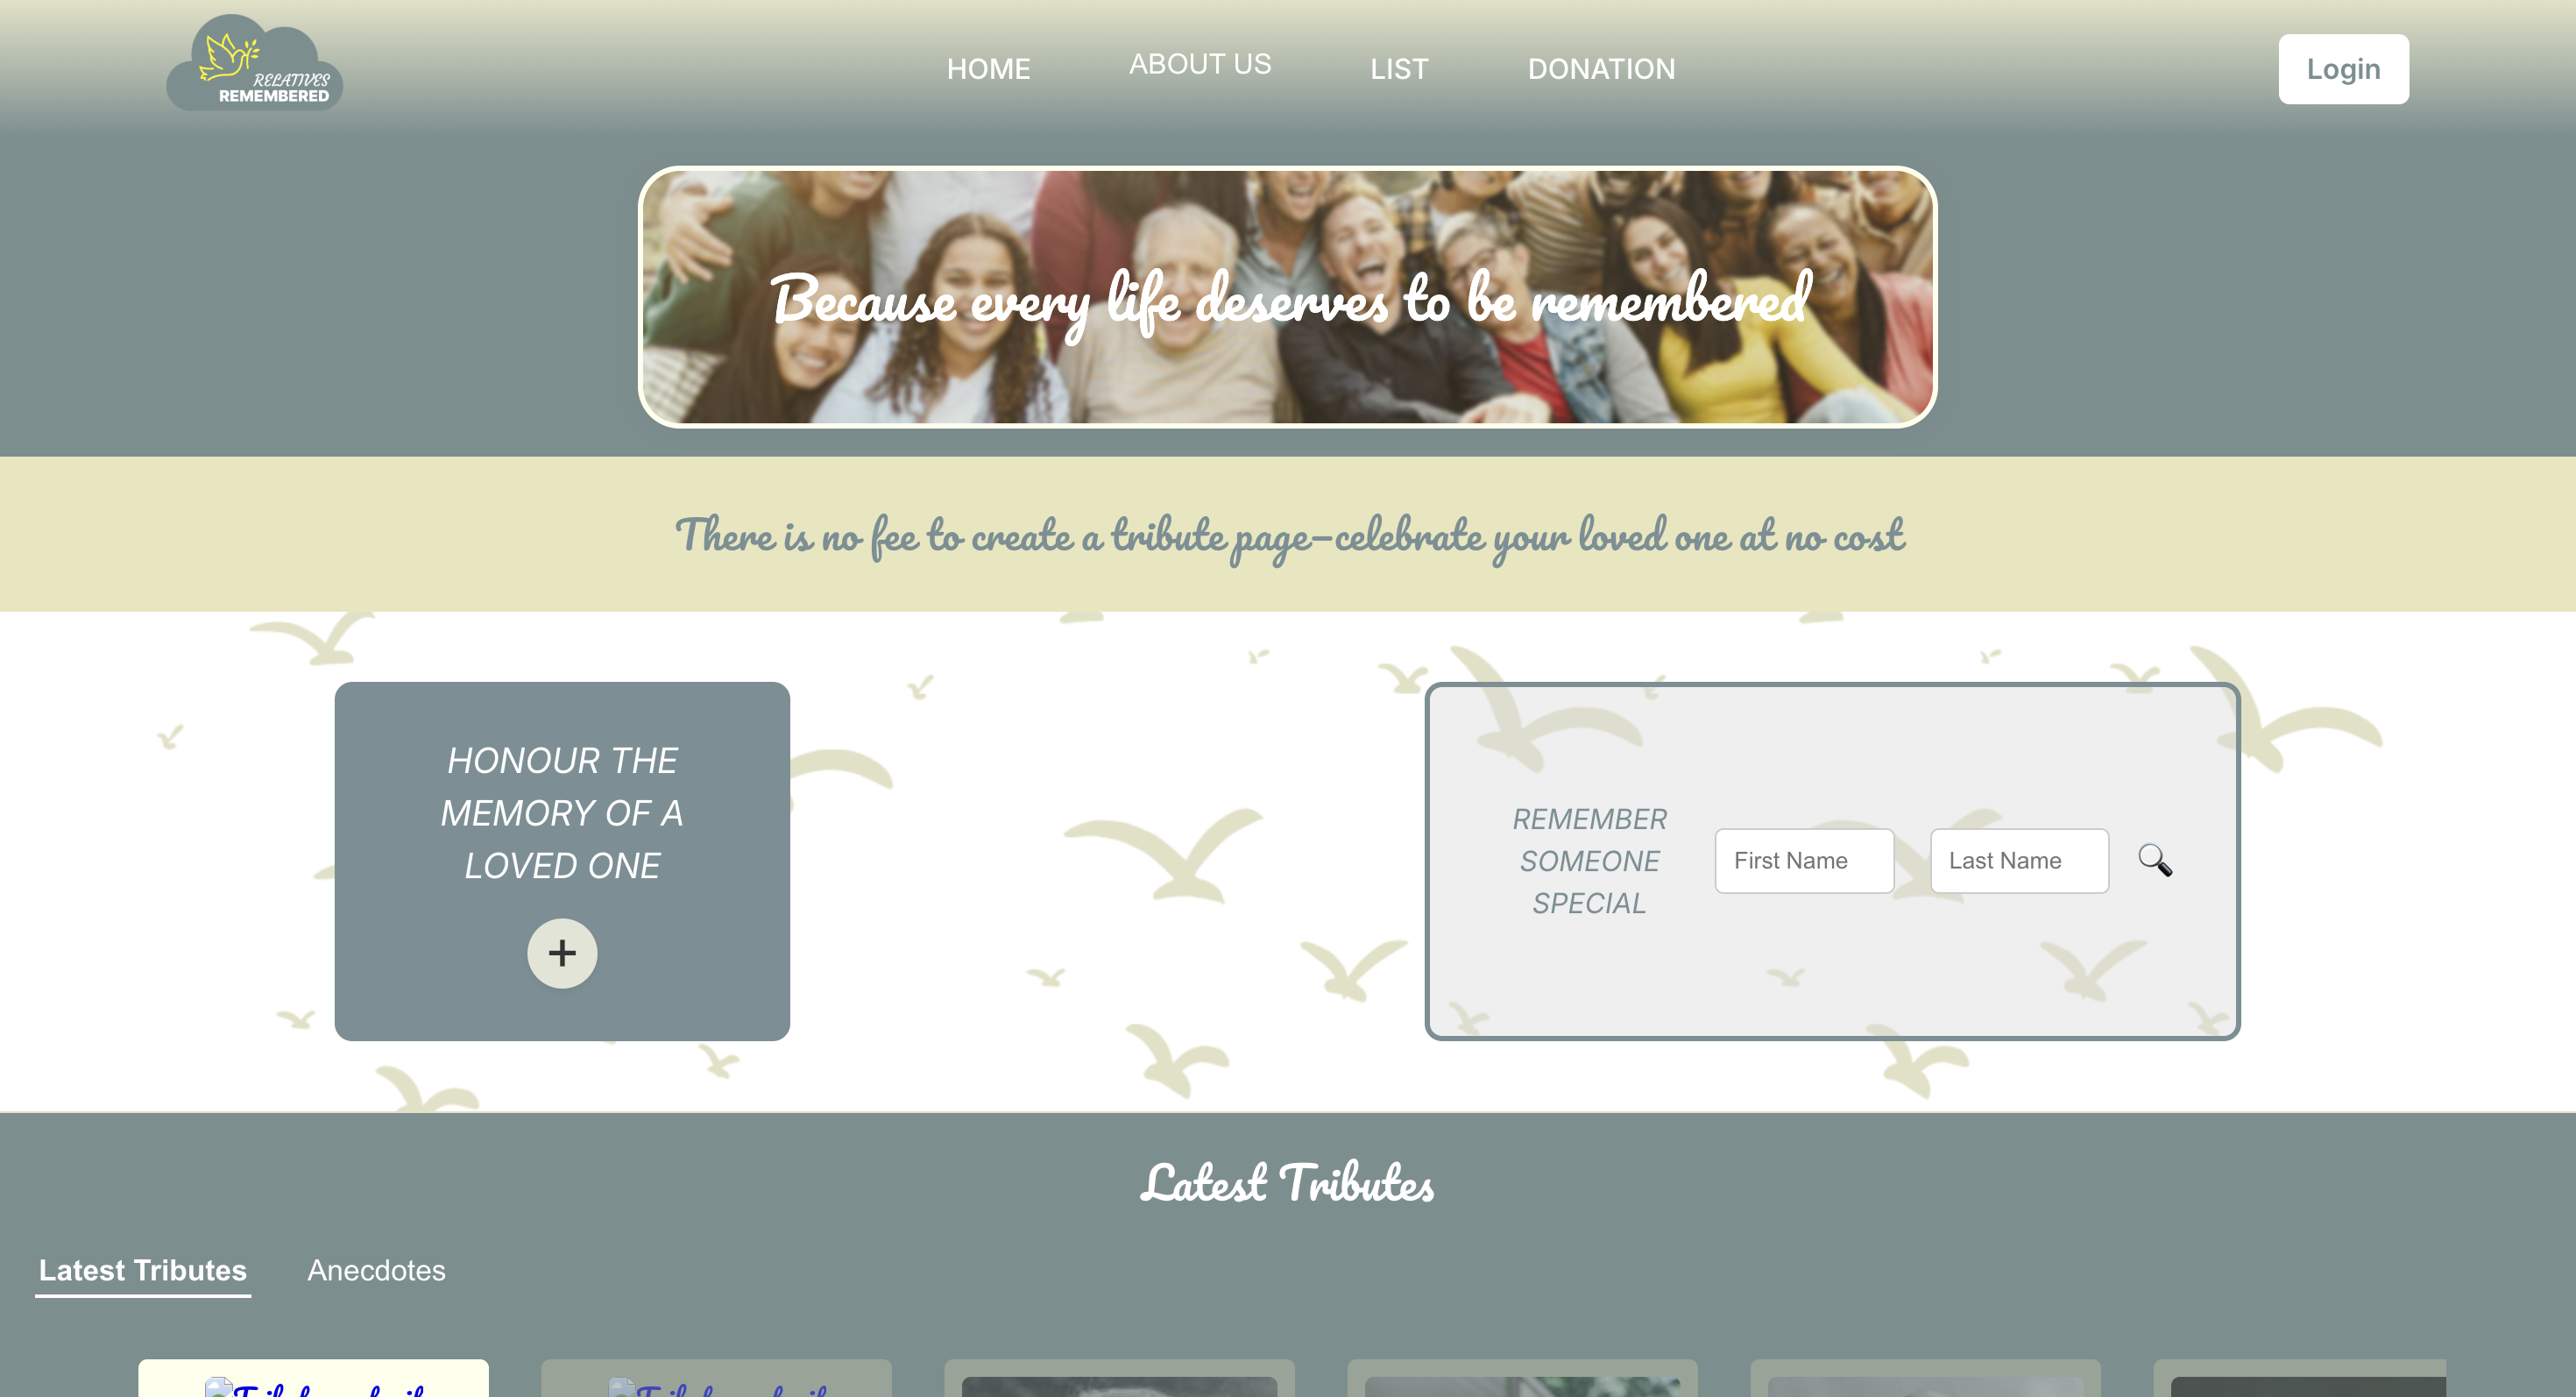 RELATIVES
REMEMBERED
HOME
ABOUT US
LIST
DONATION
Login
Because every life deserves to be remembered
There is no fee to create a tribute page—celebrate your loved one at no cost
HONOUR THE
MEMORY OF A
LOVED ONE
+
REMEMBER
SOMEONE
SPECIAL
First Name
Last Name
Latest Tributes
Latest Tributes
Anecdotes